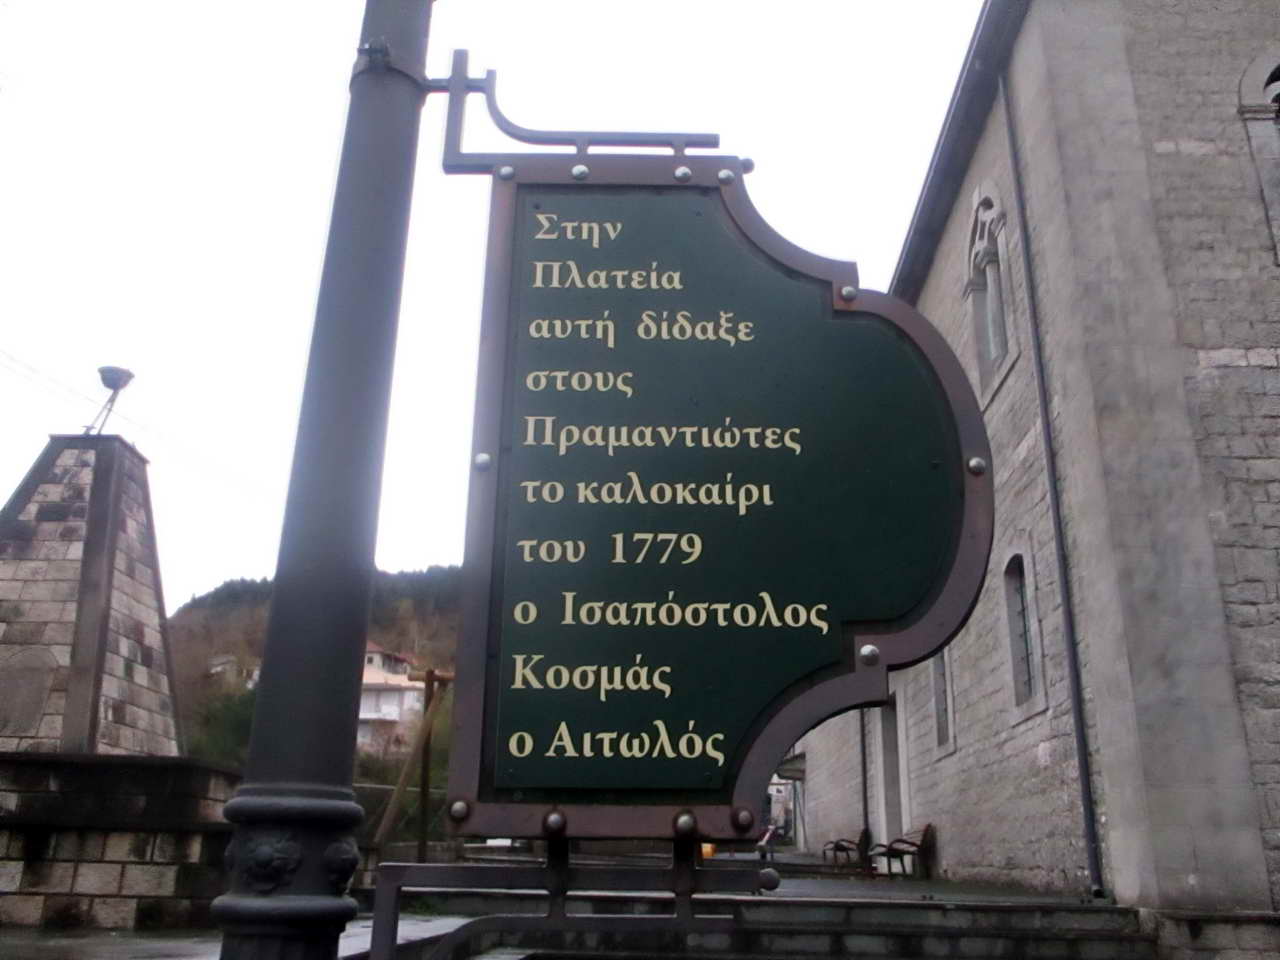 Στην
Πλατεία
αυτή δίδαξε
στους
Πραμαντιώτες
το καλοκαίρι
του 1779
ο Ισαπόστολος
Κοσμάς
ο Αιτωλός